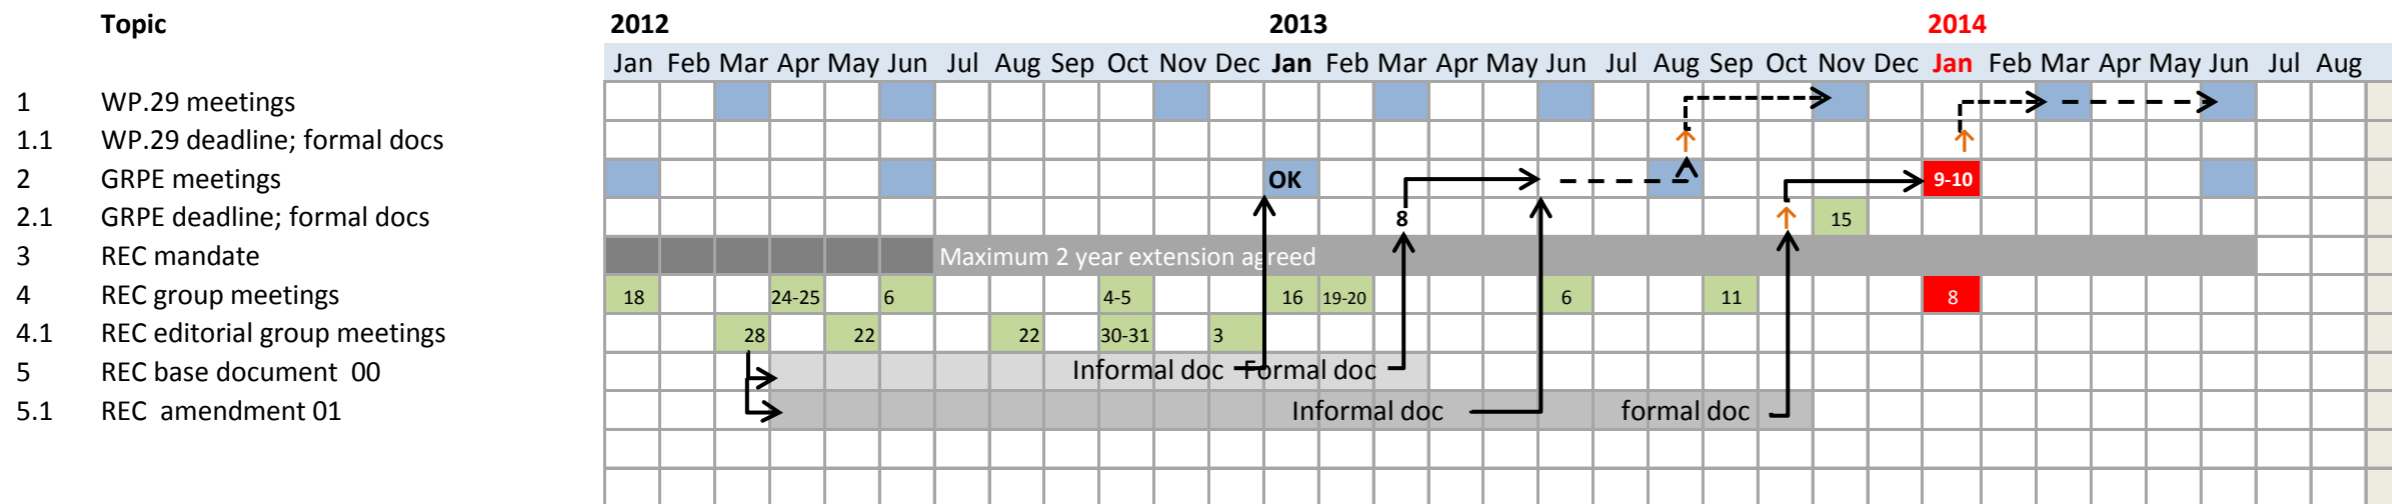 Topic 2012 2013 2014
Jan Feb Mar Apr May Jun Jul Aug Sep Oct Nov Dec Jan Feb Mar Apr May Jun Jul Aug Sep Oct Nov Dec Jan Feb Mar Apr May Jun Jul Aug
1 WP.29 meetings
1.1 WP.29 deadline; formal docs
2 GRPE meetings OK 9-10
2.1 GRPE deadline; formal docs 8 15
3 REC mandate Maximum 2 year extension agreed
4 REC group meetings 18 24-25 6 4-5 16 19-20 6 11 8
4.1 REC editorial group meetings 28 22 22 30-31 3
5 REC base document 00 Informal doc Formal doc
5.1 REC amendment 01 Informal doc formal doc